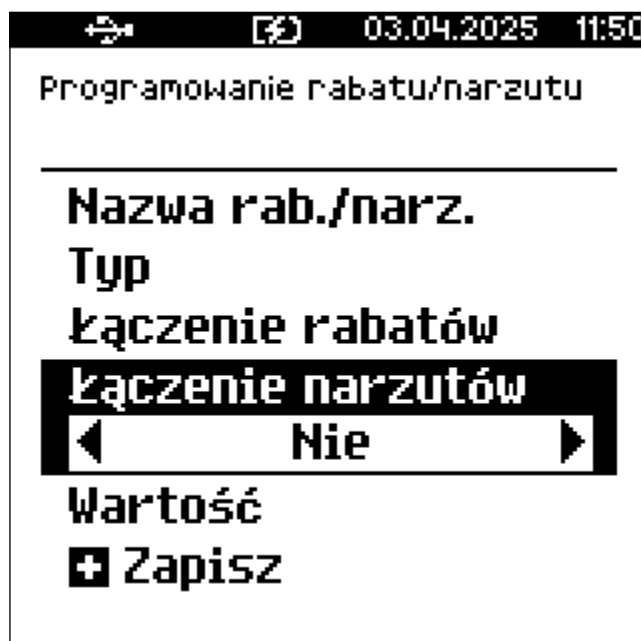 03.04.2025 11:50
Programowanie rabatu/narzutu
Nazwa rab./narz.
Typ
Łączenie rabatów
Łączenie narzutów
Nie
Wartość
Zapisz